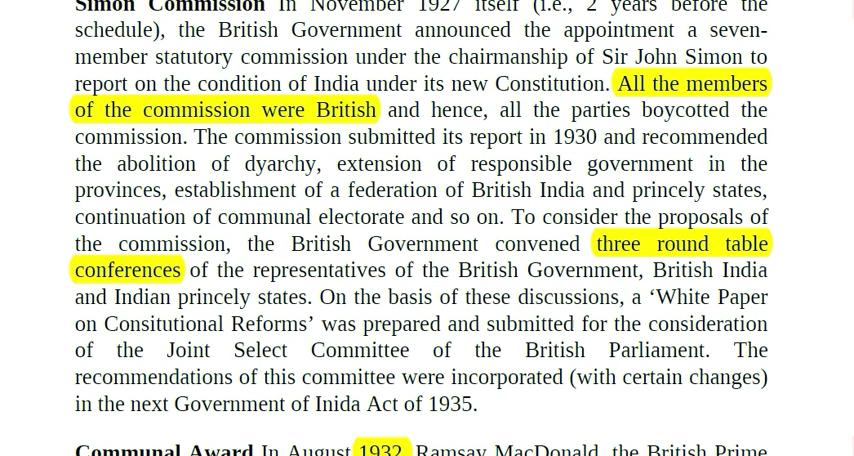 Simon Commission In November 1927 itself (i.e., 2 years before the
schedule), the British Government announced the appointment a seven-
member statutory commission under the chairmanship of Sir John Simon to
report on the condition of India under its new Constitution. All the members
of the commission were British and hence, all the parties boycotted the
commission. The commission submitted its report in 1930 and recommended
the abolition of dyarchy, extension of responsible government in the
provinces, establishment of a federation of British India and princely states,
continuation of communal electorate and so on. To consider the proposals of
the commission, the British Government convened three round table
conferences of the representatives of the British Government, British India
and Indian princely states. On the basis of these discussions, a ‘White Paper
on Consitutional Reforms’ was prepared and submitted for the consideration
of the Joint Select Committee of the British Parliament. The
recommendations of this committee were incorporated (with certain changes)
in the next Government of Inida Act of 1935.
Communal Award In August 1932, Ramsay MacDonald, the British Prime